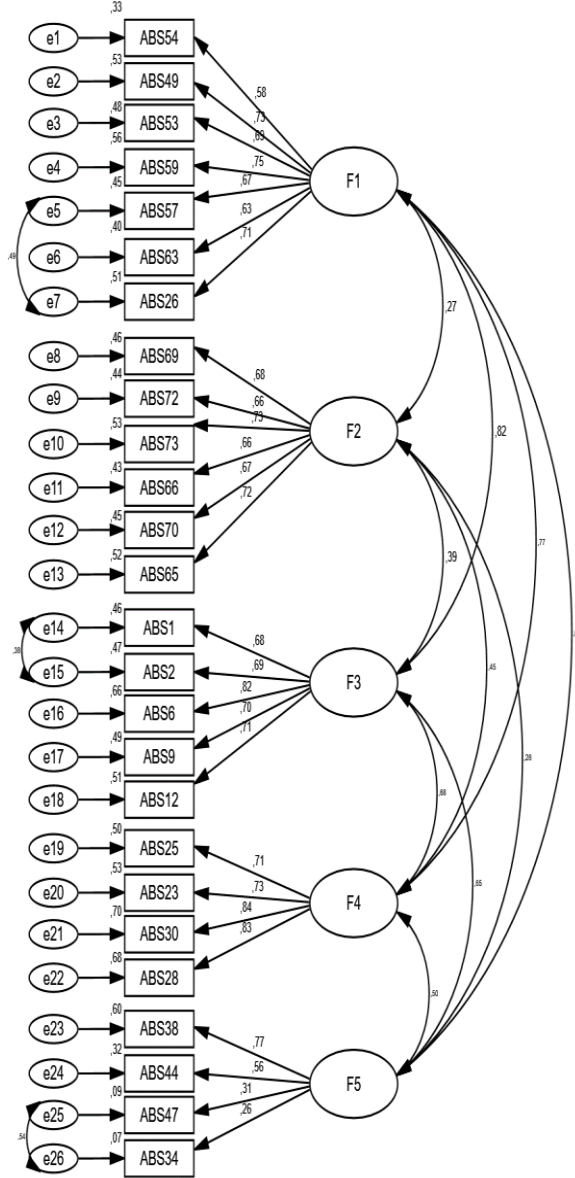 ,33
e1 ABS54
,58
,53
e2 ABS49
,73
,48
e3 ABS53
,69
,56
e4 ABS59
,75
,45
e5 ABS57
,67
,40
e6 ABS63
,63
,49
,51
e7 ABS26
,71
F1
,27
,82
,77
,46
e8 ABS69
,68
,44
e9 ABS72
,66
,53
e10 ABS73
,73
,43
e11 ABS66
,66
,45
e12 ABS70
,67
,52
e13 ABS65
,72
F2
,39
,45
,28
,46
e14 ABS1
,68
,38
,47
e15 ABS2
,69
,66
e16 ABS6
,82
,49
e17 ABS9
,70
,51
e18 ABS12
,71
F3
,65
,50
e19 ABS25
,71
,53
e20 ABS23
,73
,70
e21 ABS30
,84
,68
e22 ABS28
,83
F4
,50
,60
e23 ABS38
,77
,32
e24 ABS44
,56
,09
e25 ABS47
,31
,54
,07
e26 ABS34
,26
F5